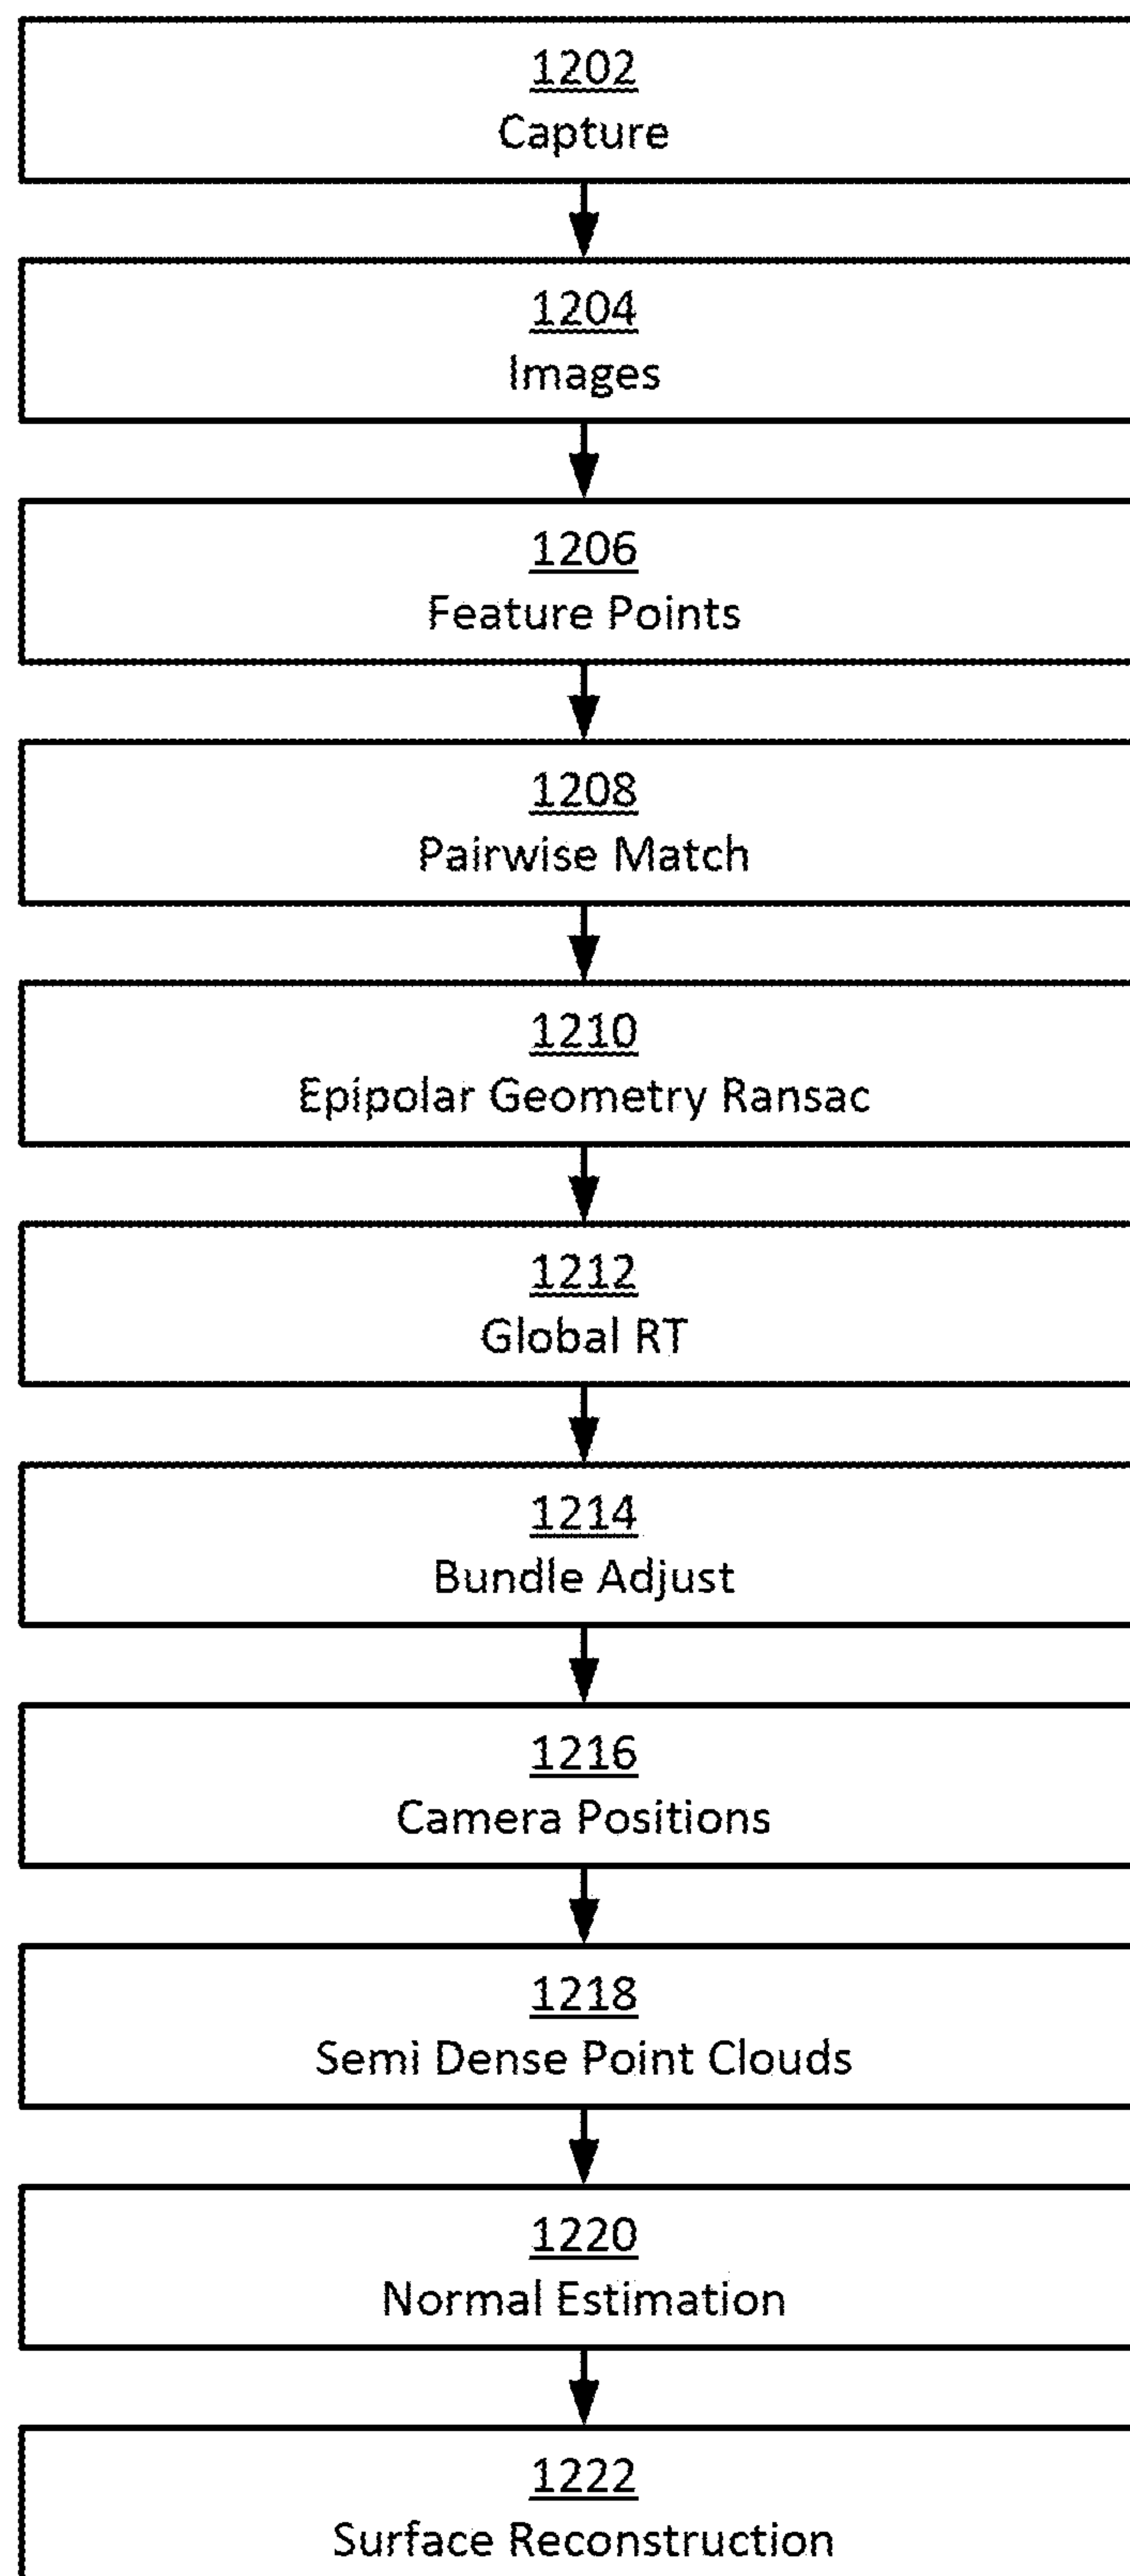 1202
Capture
1204
Images
1206
Feature Points
1208
Pairwise Match
1210
Epipolar Geometry Ransac
1212
Global RT
1214
Bundle Adjust
1216
Camera Positions
1218
Semi Dense Point Clouds
1220
Normal Estimation
1222
Surface Reconstruction